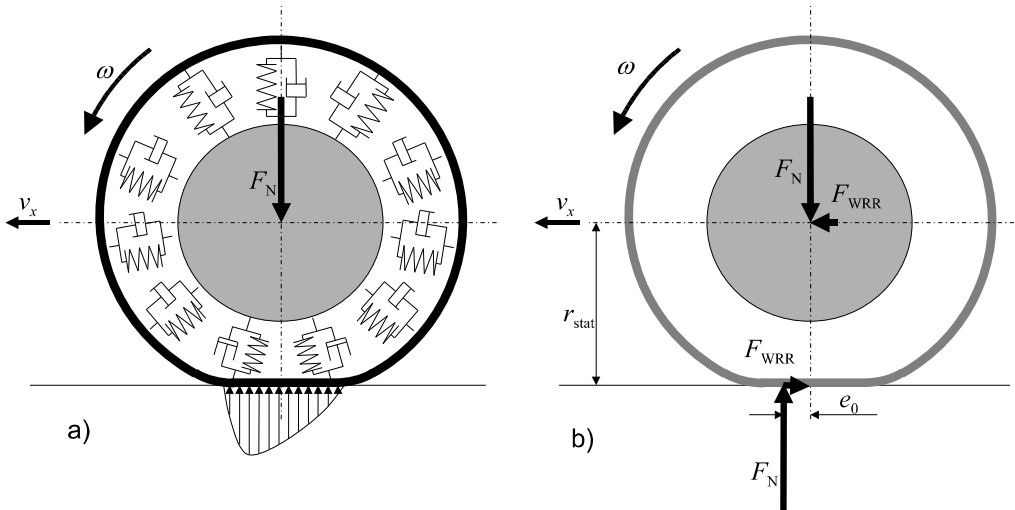 ω
F_N
v_x
a)
ω
F_N
F_WRR
v_x
r_stat
F_WRR
e_0
b)
F_N